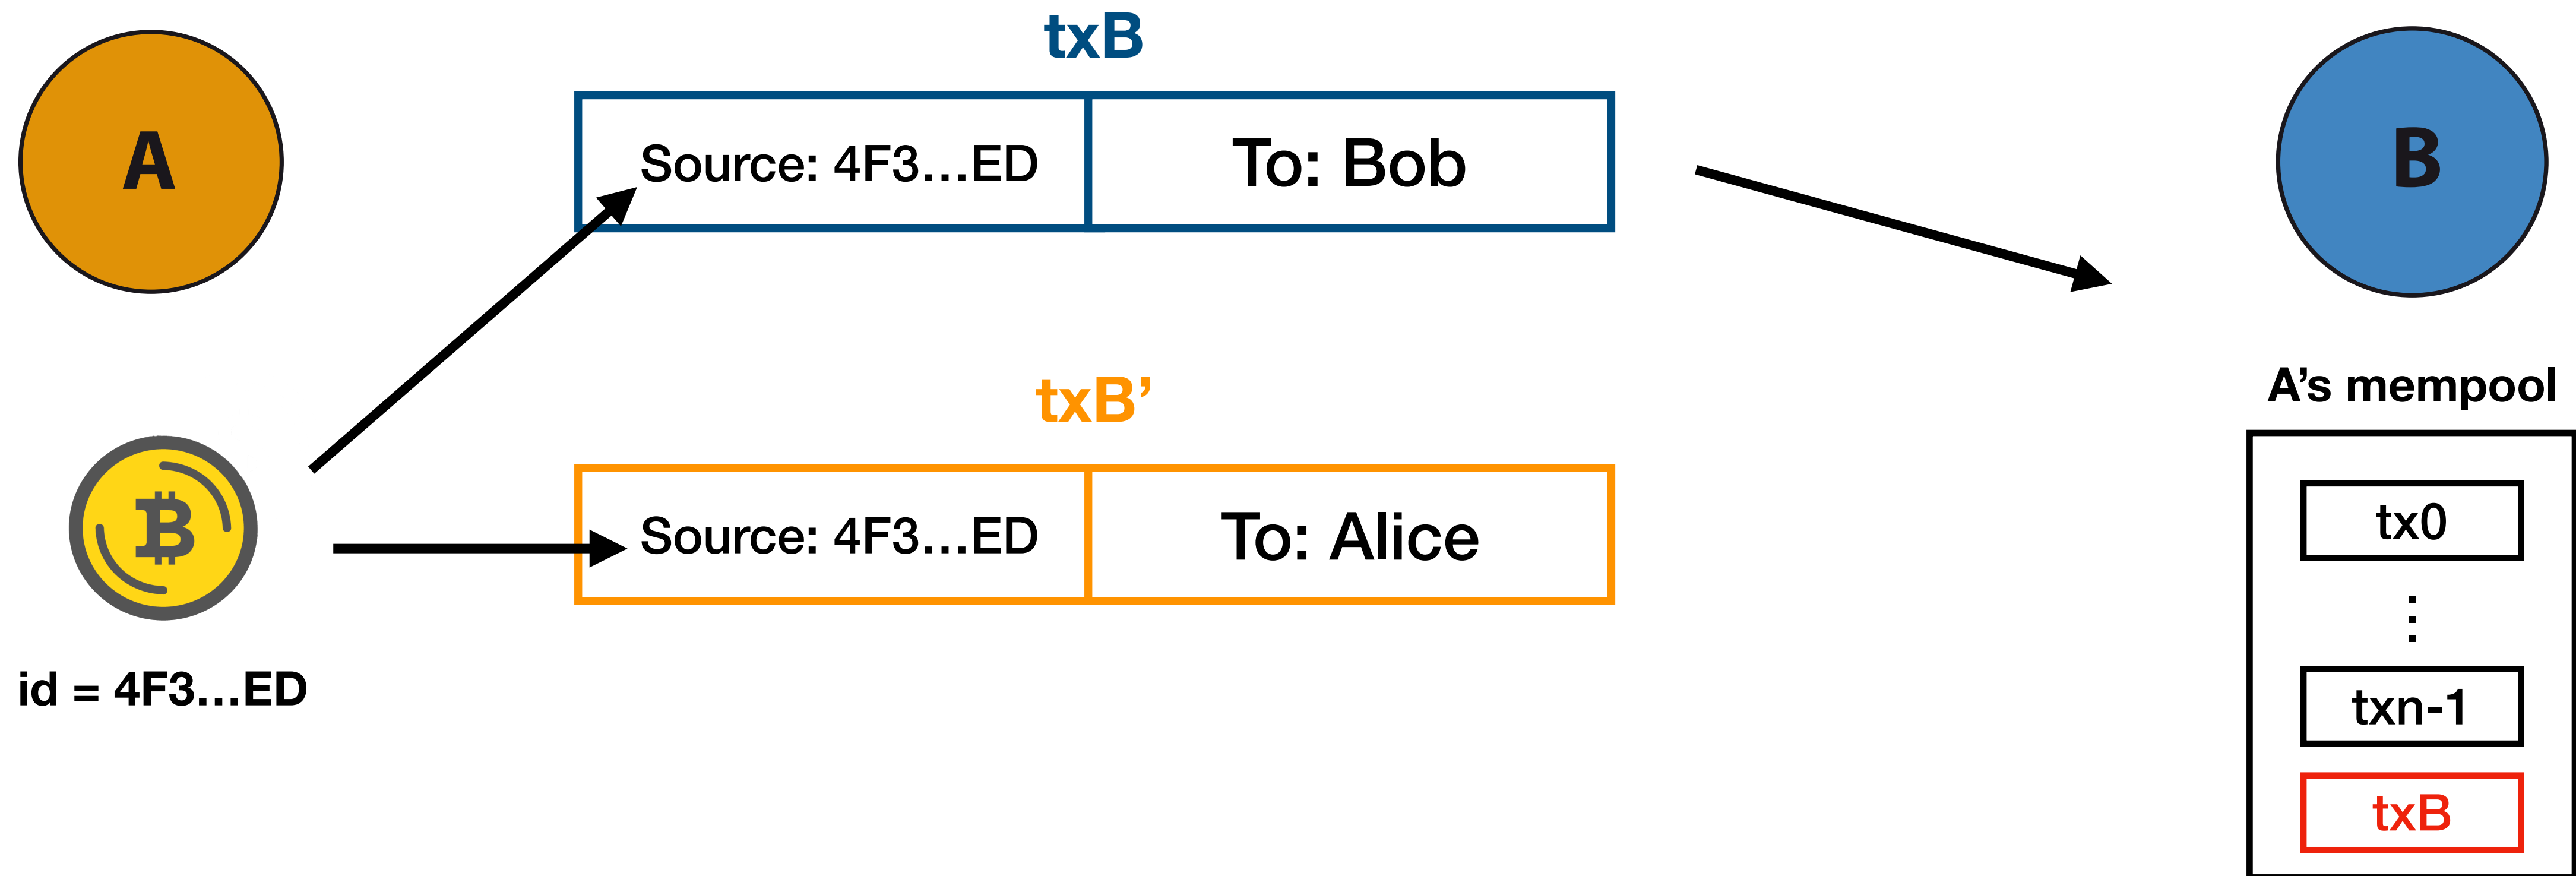 txB
A
Source: 4F3...ED
To: Bob
B
A's mempool
txB’
Source: 4F3...ED
To: Alice
tx0
⋮
txn-1
txB
id = 4F3...ED